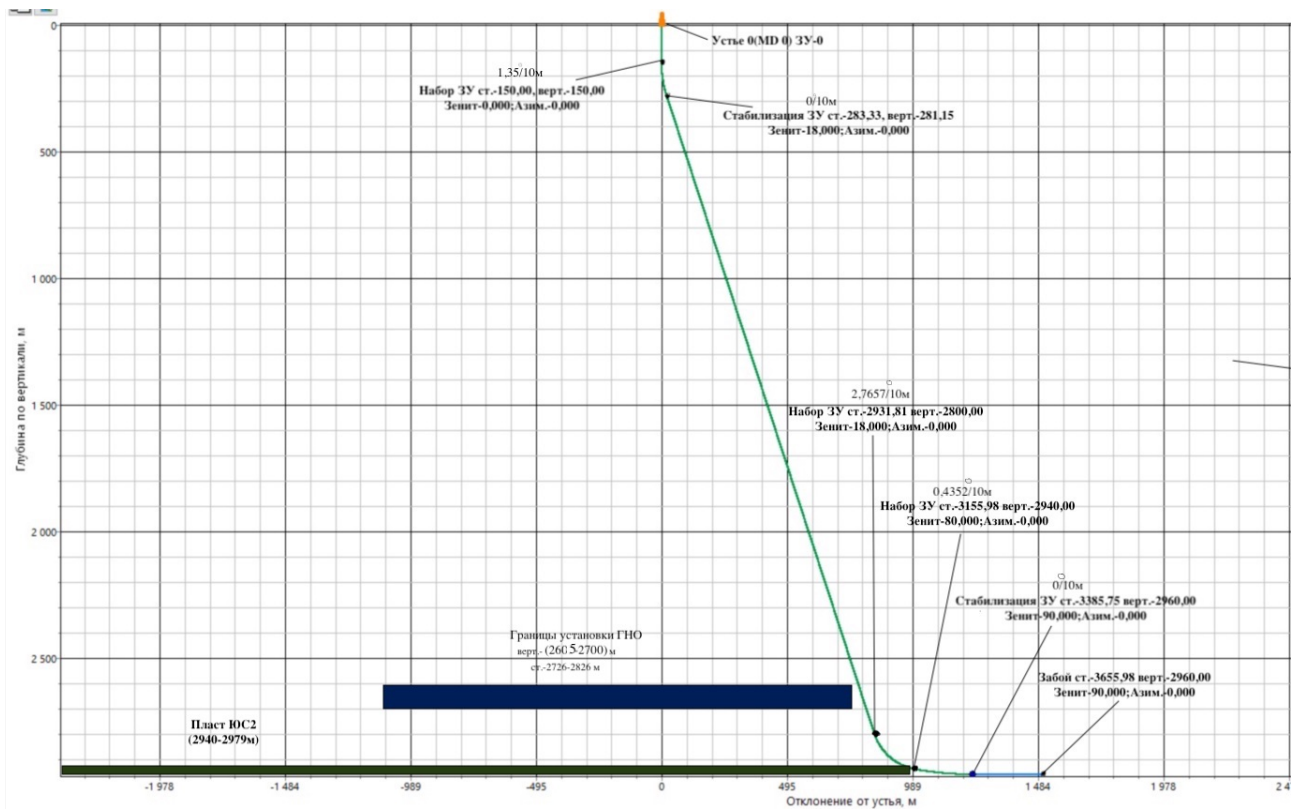 0
Устье 0(MD 0) ЗУ-0
1,35/10м
Набор ЗУ ст.-150,00, верт.-150,00
Зенит-0,000;Азим.-0,000
0/10м
Стабилизация ЗУ ст.-283,33, верт.-281,15
Зенит-18,000;Азим.-0,000
500
1 000
Глубина по вертикали, м
2,7657/10м
1 500
Набор ЗУ ст.-2931,81 верт.-2800,00
Зенит-18,000;Азим.-0,000
0,4352/10м
Набор ЗУ ст.-3155,98 верт.-2940,00
Зенит-80,000;Азим.-0,000
2 000
0/10м
Стабилизация ЗУ ст.-3385,75 верт.-2960,00
Зенит-90,000;Азим.-0,000
Границы установки ГНО
верт.- (2605-2700) м
ст.-2726-2826 м
2 500
Забой ст.-3655,98 верт.-2960,00
Зенит-90,000;Азим.-0,000
Пласт ЮС2
(2940-2979м)
-1 978 -1 484 -989 -495 0 495 989 1 484 1 978 2 4
Отклонение от устья, м